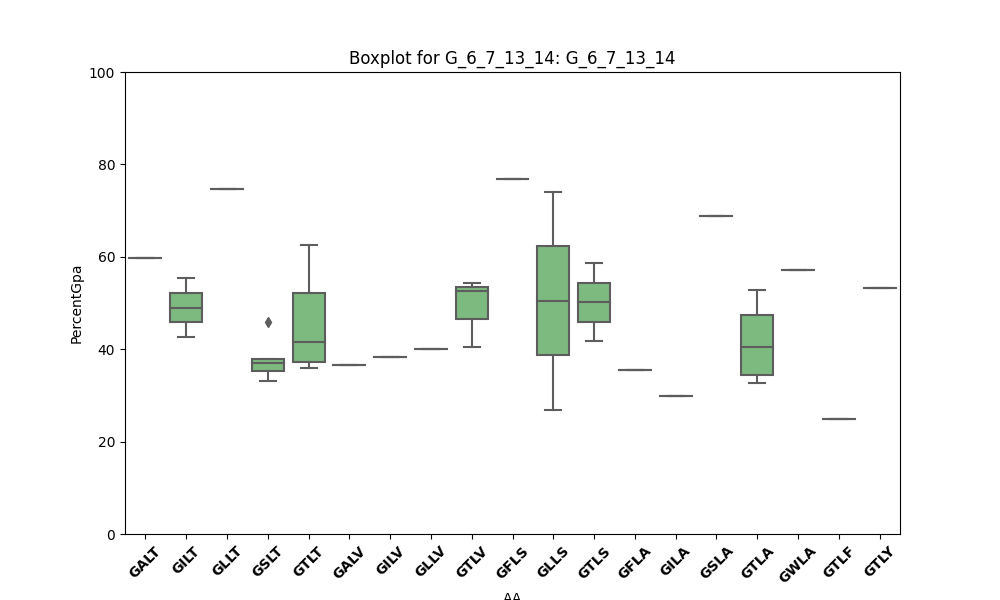 Boxplot for G_6_7_13_14: G_6_7_13_14
100
80
60
40
20
0
PercentGpa
GALT GILT GLLT GSLT GTLT GALV GILV GLLV GTLV GFLS GLLS GTLS GFLA GILA GSLA GTLA GWLA GTLF GTLY
AA